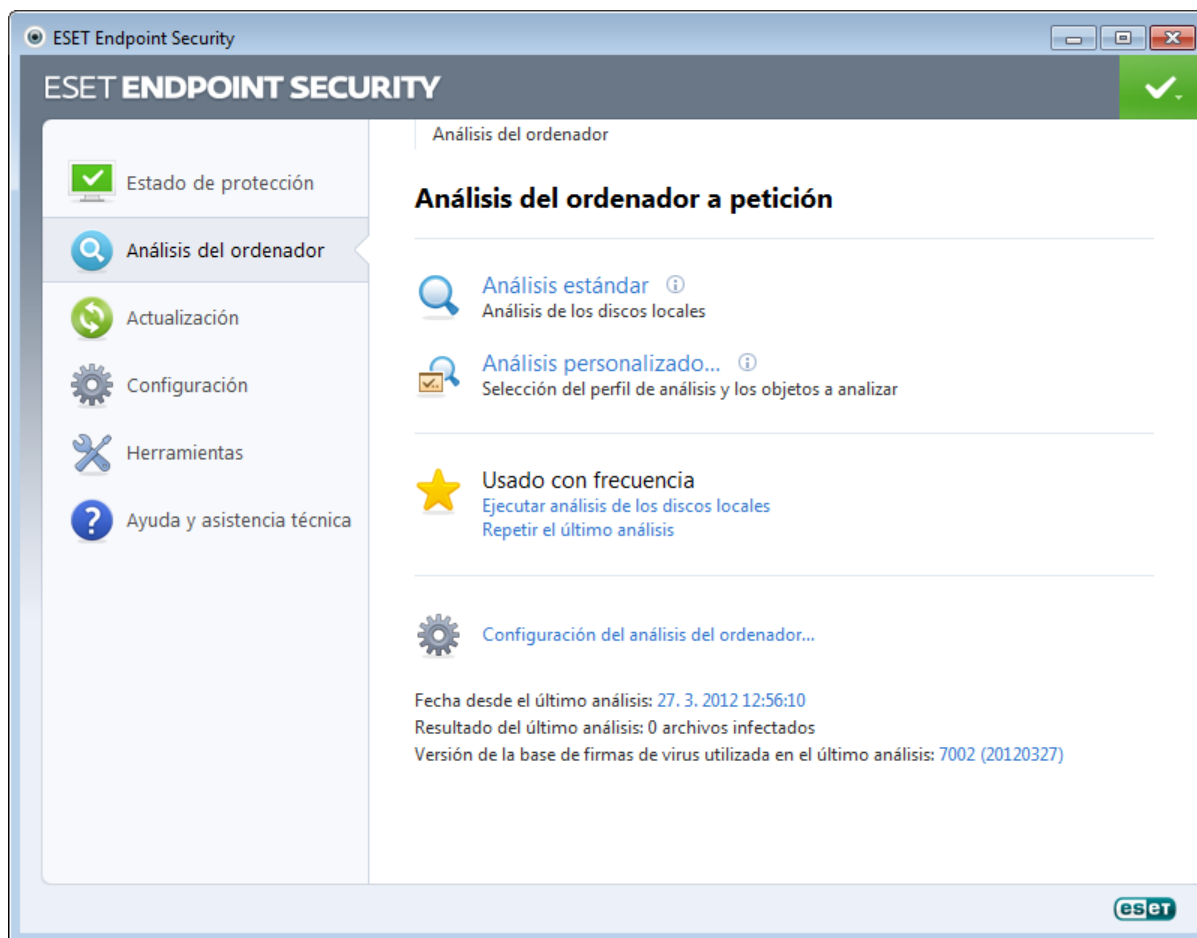 ESET Endpoint Security
ESET ENDPOINT SECURITY
Estado de protección
Análisis del ordenador
Actualización
Configuración
Herramientas
Ayuda y asistencia técnica
Análisis del ordenador
Análisis del ordenador a petición
Análisis estándar
Análisis de los discos locales
Análisis personalizado...
Selección del perfil de análisis y los objetos a analizar
Usado con frecuencia
Ejecutar análisis de los discos locales
Repetir el último análisis
Configuración del análisis del ordenador...
Fecha desde el último análisis: 27. 3. 2012 12:56:10
Resultado del último análisis: 0 archivos infectados
Versión de la base de firmas de virus utilizada en el último análisis: 7002 (20120327)
eset